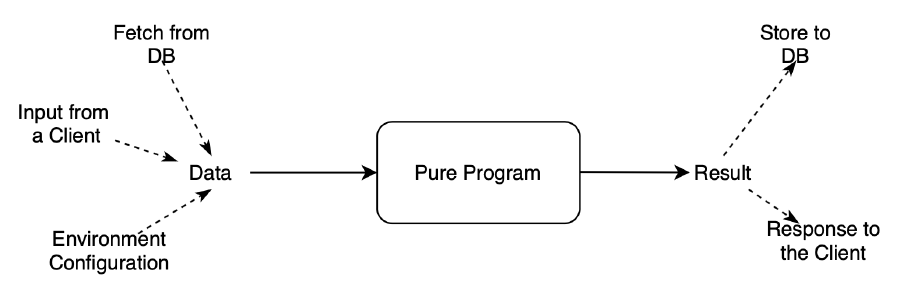 Fetch from
DB
Input from
a Client
Data
Environment
Configuration
Pure Program
Result
Store to
DB
Response to
the Client